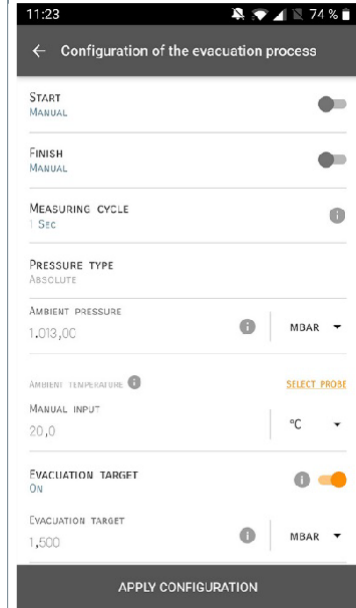 11:23
74 %
← Configuration of the evacuation process
START
MANUAL
FINISH
MANUAL
MEASURING CYCLE
1 SEC
PRESSURE TYPE
ABSOLUTE
AMBIENT PRESSURE
1.013,00 MBAR
AMBIENT TEMPERATURE SELECT PROBE
MANUAL INPUT
20,0 °C
EVACUATION TARGET
ON
EVACUATION TARGET
1,500 MBAR
APPLY CONFIGURATION